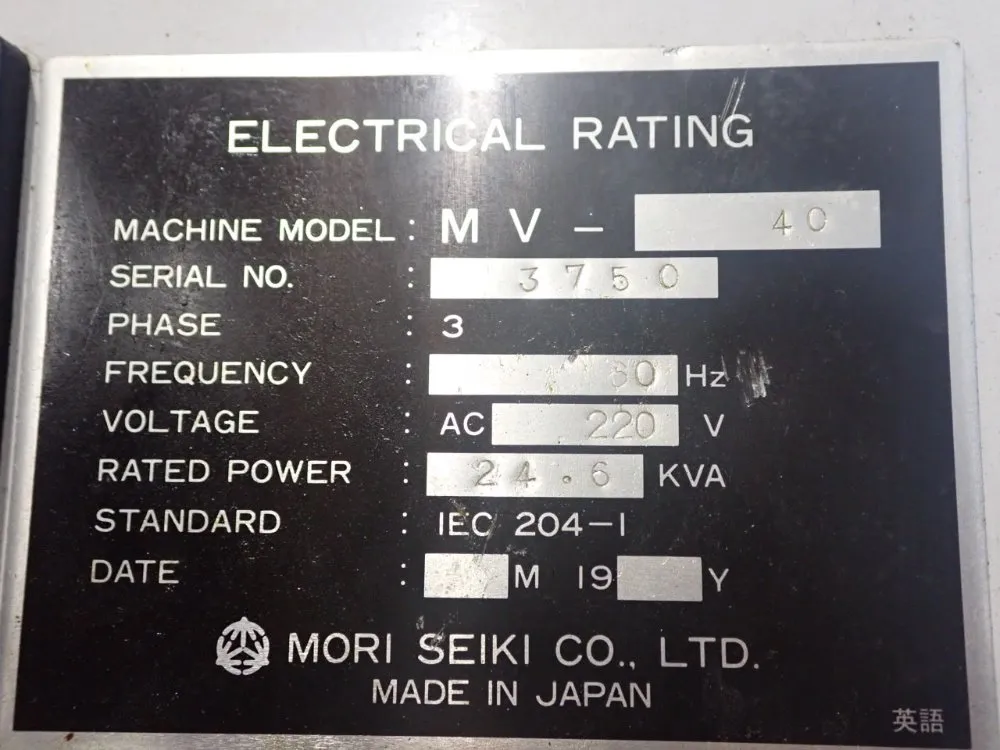 ELECTRICAL RATING
MACHINE MODEL : MV- 40
SERIAL NO. : 3750
PHASE : 3
FREQUENCY : 60 Hz
VOLTAGE : AC 220 V
RATED POWER : 24.6 KVA
STANDARD : IEC 204-1
DATE : M 19 Y
MORI SEIKI CO., LTD.
MADE IN JAPAN
英語